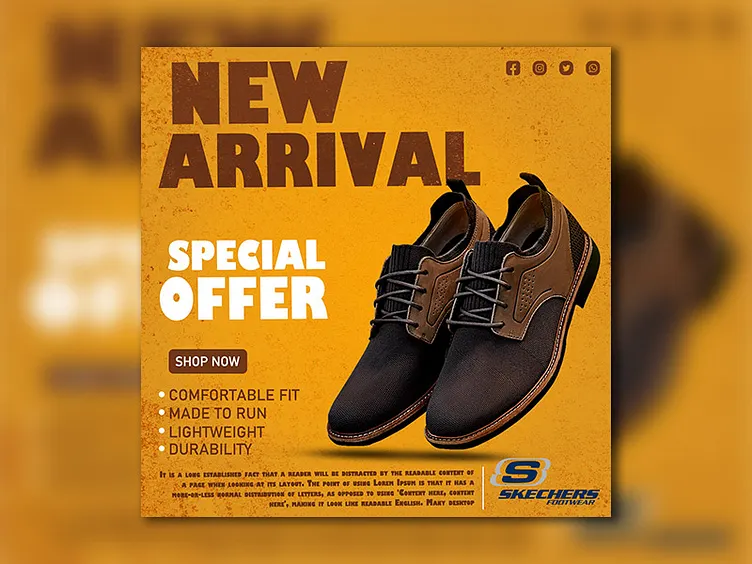 NEW
ARRIVAL
SPECIAL
OFFER
SHOP NOW
• COMFORTABLE FIT
• MADE TO RUN
• LIGHTWEIGHT
• DURABILITY
It is a long established fact that a reader will be distracted by the readable content of
a page when looking at its layout. The point of using Lorem Ipsum is that it has a
more-or-less normal distribution of letters, as opposed to using 'Content here, content
here', making it look like readable English. Many desktop
S
SKECHERS
FOOTWEAR